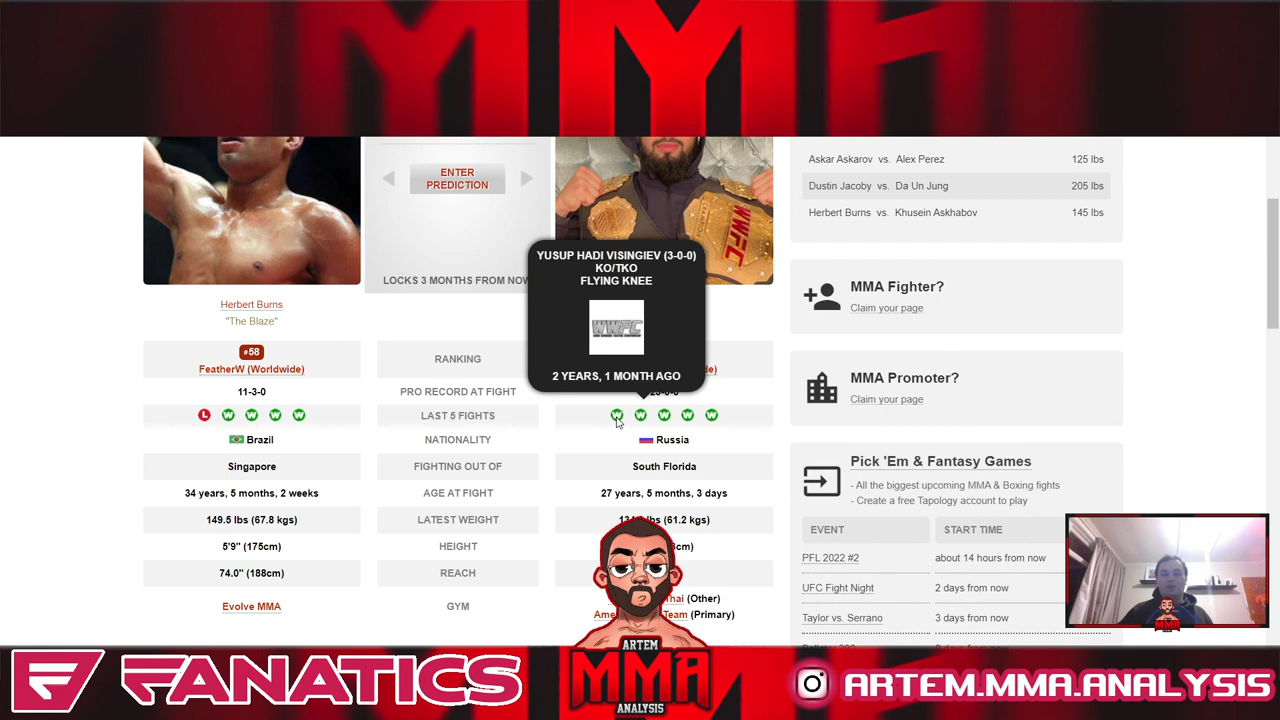 MMA
ENTER
PREDICTION
LOCKS 3 MONTHS FROM NOW
WWFC
YUSUP HADI VISINGIEV (3-0-0)
KO/TKO
FLYING KNEE
WWFC
2 YEARS, 1 MONTH AGO
Herbert Burns
"The Blaze"
#58
FeatherW (Worldwide)
RANKING
11-3-0
PRO RECORD AT FIGHT
L W W W W
LAST 5 FIGHTS
W W W W W
Brazil
NATIONALITY
Russia
Singapore
FIGHTING OUT OF
South Florida
34 years, 5 months, 2 weeks
AGE AT FIGHT
27 years, 5 months, 3 days
149.5 lbs (67.8 kgs)
LATEST WEIGHT
lbs (61.2 kgs)
5'9" (175cm)
HEIGHT
74.0" (188cm)
REACH
Evolve MMA
GYM
Thai (Other)
Team (Primary)
Askar Askarov vs. Alex Perez 125 lbs
Dustin Jacoby vs. Da Un Jung 205 lbs
Herbert Burns vs. Khusein Askhabov 145 lbs
MMA Fighter?
Claim your page
MMA Promoter?
Claim your page
Pick 'Em & Fantasy Games
- All the biggest upcoming MMA & Boxing fights
- Create a free Tapology account to play
EVENT START TIME
PFL 2022 #2 about 14 hours from now
UFC Fight Night 2 days from now
Taylor vs. Serrano 3 days from now
FANATICS
ARTEM
MMA
ANALYSIS
ARTEM.MMA.ANALYSIS